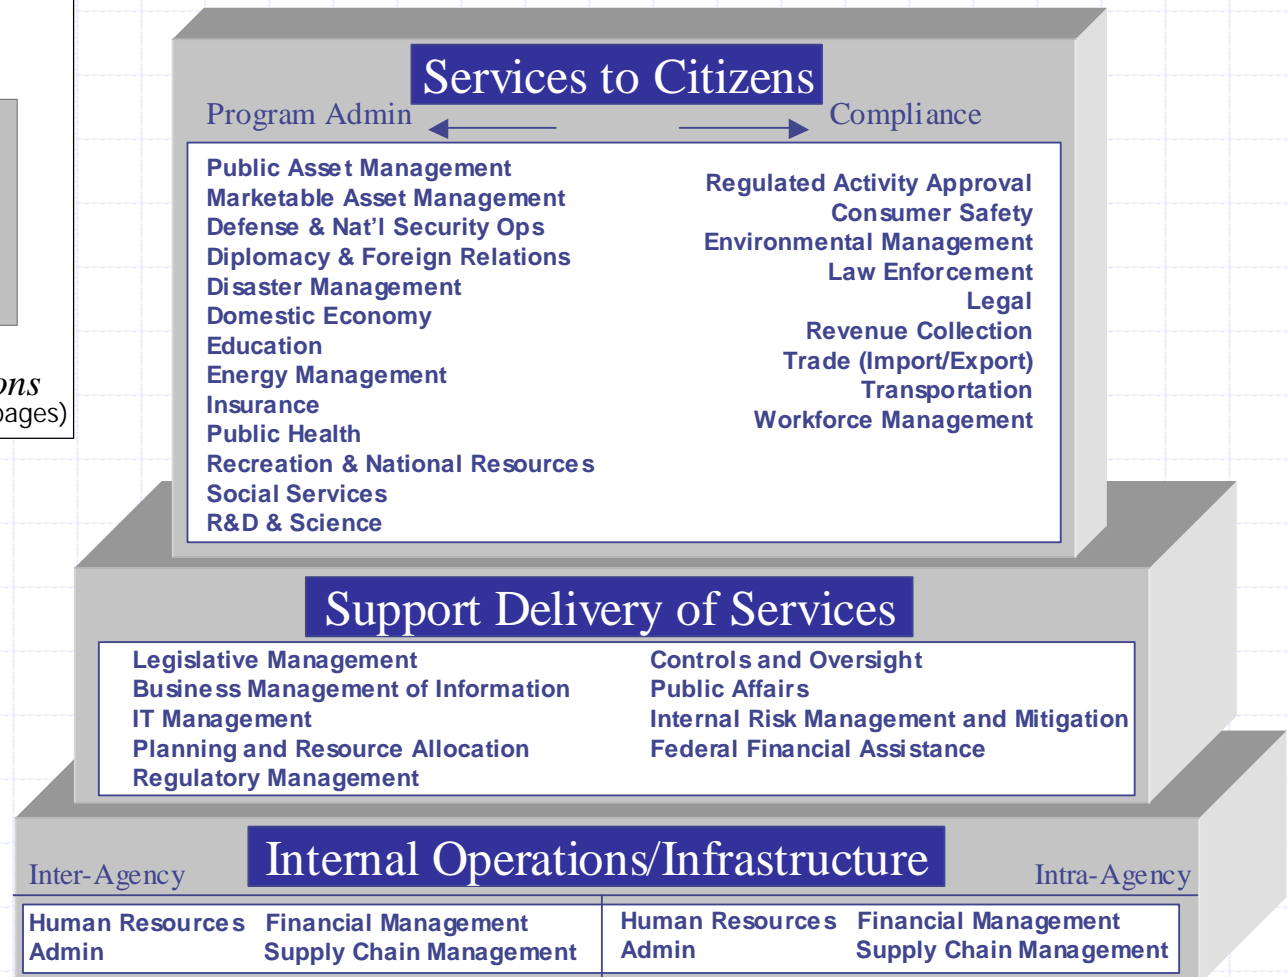 ons
pages)
Services to Citizens
Program Admin
Compliance
Public Asset Management
Marketable Asset Management
Defense & Nat'l Security Ops
Diplomacy & Foreign Relations
Disaster Management
Domestic Economy
Education
Energy Management
Insurance
Public Health
Recreation & National Resources
Social Services
R&D & Science
Regulated Activity Approval
Consumer Safety
Environmental Management
Law Enforcement
Legal
Revenue Collection
Trade (Import/Export)
Transportation
Workforce Management
Support Delivery of Services
Legislative Management
Business Management of Information
IT Management
Planning and Resource Allocation
Regulatory Management
Controls and Oversight
Public Affairs
Internal Risk Management and Mitigation
Federal Financial Assistance
Internal Operations/Infrastructure
Inter-Agency
Intra-Agency
Human Resources Financial Management
Admin Supply Chain Management
Human Resources Financial Management
Admin Supply Chain Management